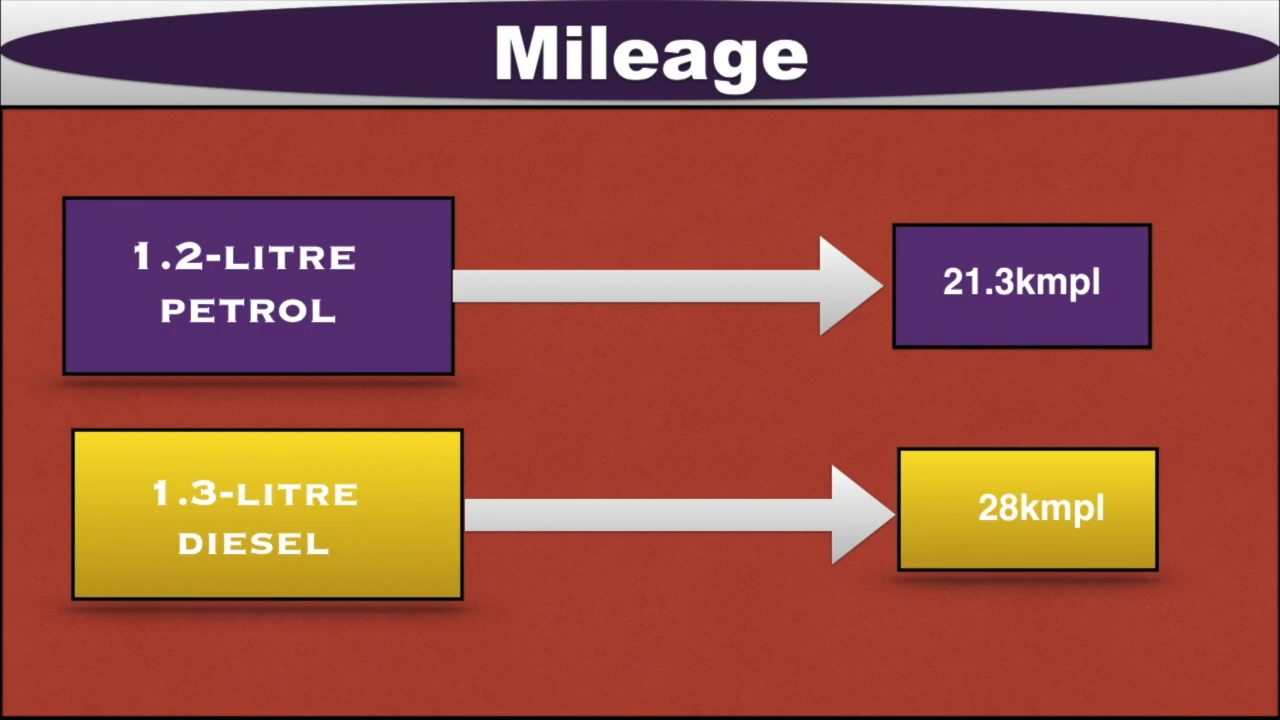 Mileage
1.2-LITRE
PETROL
21.3kmpl
1.3-LITRE
DIESEL
28kmpl